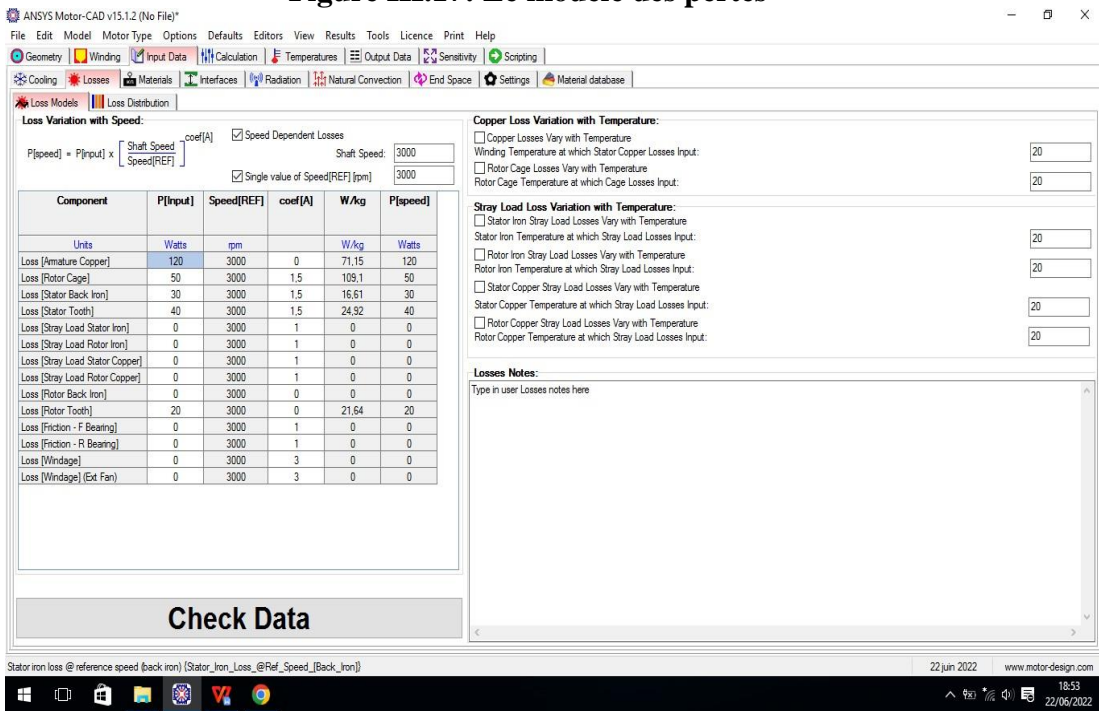 ANSYS Motor-CAD v15.1.2 (No File)*
File Edit Model Motor Type Options Defaults Editors View Results Tools Licence Print Help
Geometry Winding Input Data Calculation Temperatures Output Data Sensitivity Scripting
Cooling Losses Materials Interfaces Radiation Natural Convection End Space Settings Material database
Loss Models Loss Distribution
Loss Variation with Speed:
P[speed] = P[input] x [ Shaft Speed / Speed[REF] ] coef[A]
Speed Dependent Losses
Shaft Speed: 3000
Single value of Speed[REF] [rpm] 3000
Component P[Input] Speed[REF] coef[A] W/kg P[speed]
Units Watts rpm W/kg Watts
Loss [Armature Copper] 120 3000 0 71,15 120
Loss [Rotor Cage] 50 3000 1,5 109,1 50
Loss [Stator Back Iron] 30 3000 1,5 16,61 30
Loss [Stator Tooth] 40 3000 1,5 24,92 40
Loss [Stray Load Stator Iron] 0 3000 1 0 0
Loss [Stray Load Rotor Iron] 0 3000 1 0 0
Loss [Stray Load Stator Copper] 0 3000 1 0 0
Loss [Stray Load Rotor Copper] 0 3000 1 0 0
Loss [Rotor Back Iron] 0 3000 0 0 0
Loss [Rotor Tooth] 20 3000 0 21,64 20
Loss [Friction - F Bearing] 0 3000 1 0 0
Loss [Friction - R Bearing] 0 3000 1 0 0
Loss [Windage] 0 3000 3 0 0
Loss [Windage] (Ext Fan) 0 3000 3 0 0
Check Data
Copper Loss Variation with Temperature:
Copper Losses Vary with Temperature
Winding Temperature at which Stator Copper Losses Input: 20
Rotor Cage Losses Vary with Temperature
Rotor Cage Temperature at which Cage Losses Input: 20
Stray Load Loss Variation with Temperature:
Stator Iron Stray Load Losses Vary with Temperature
Stator Iron Temperature at which Stray Load Losses Input: 20
Rotor Iron Stray Load Losses Vary with Temperature
Rotor Iron Temperature at which Stray Load Losses Input: 20
Stator Copper Stray Load Losses Vary with Temperature
Stator Copper Temperature at which Stray Load Losses Input: 20
Rotor Copper Stray Load Losses Vary with Temperature
Rotor Copper Temperature at which Stray Load Losses Input: 20
Losses Notes:
Type in user Losses notes here
Stator iron loss @ reference speed (back iron) {Stator_Iron_Loss_@Ref_Speed_[Back_Iron]}
22 juin 2022 www.motor-design.com
18:53
22/06/2022